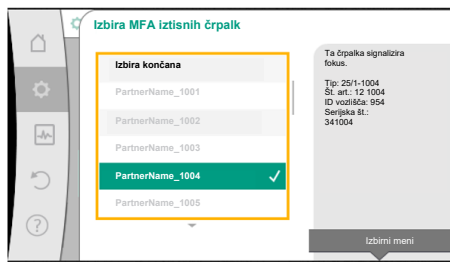 Izbira MFA iztisnih črpalk
Izbira končana
PartnerName_1001
PartnerName_1002
PartnerName_1003
PartnerName_1004
PartnerName_1005
Ta črpalka signalizira
fokus.
Tip: 25/1-1004
Št. art.: 12 1004
ID vozlišča: 954
Serijska št.:
341004
Izbirni meni